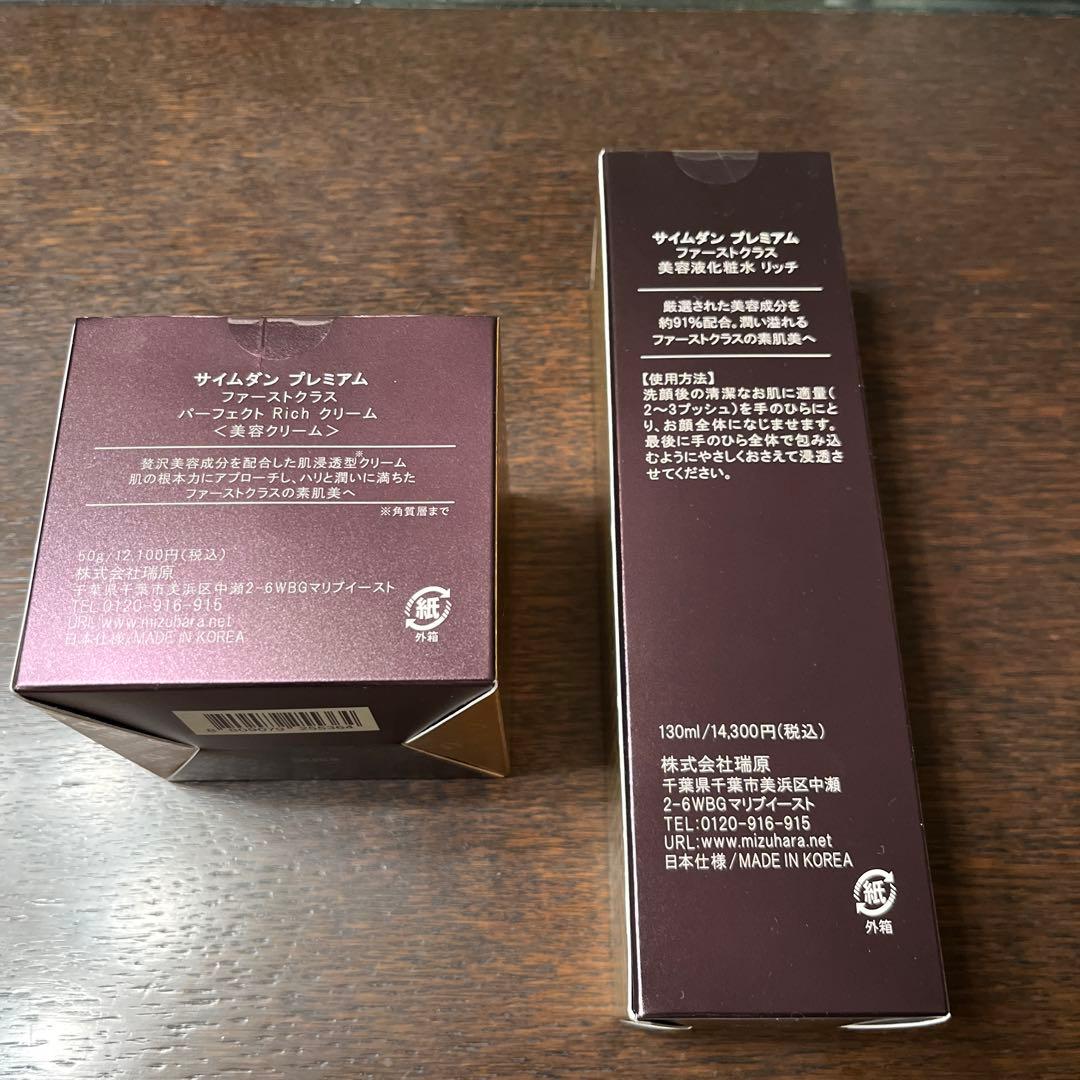 サイムダン プレミアム
ファーストクラス
パーフェクト Rich クリーム
＜美容クリーム＞
贅沢美容成分を配合した肌浸透型※クリーム
肌の根本力にアプローチし、ハリと潤いに満ちた
ファーストクラスの素肌美へ
※角質層まで
50g/12,100円(税込)
株式会社瑞原
千葉県千葉市美浜区中瀬2-6WBGマリブイースト
TEL:0120-916-915
URL:www.mizuhara.net
日本仕様/MADE IN KOREA
紙
外箱
サイムダン プレミアム
ファーストクラス
美容液化粧水 リッチ
厳選された美容成分を
約91%配合。潤い溢れる
ファーストクラスの素肌美へ
【使用方法】
洗顔後の清潔なお肌に適量(
2〜3プッシュ)を手のひらにと
り、お顔全体になじませます。
最後に手のひら全体で包み込
むようにやさしくおさえて浸透さ
せてください。
130ml/14,300円(税込)
株式会社瑞原
千葉県千葉市美浜区中瀬
2-6WBGマリブイースト
TEL:0120-916-915
URL:www.mizuhara.net
日本仕様/MADE IN KOREA
紙
外箱